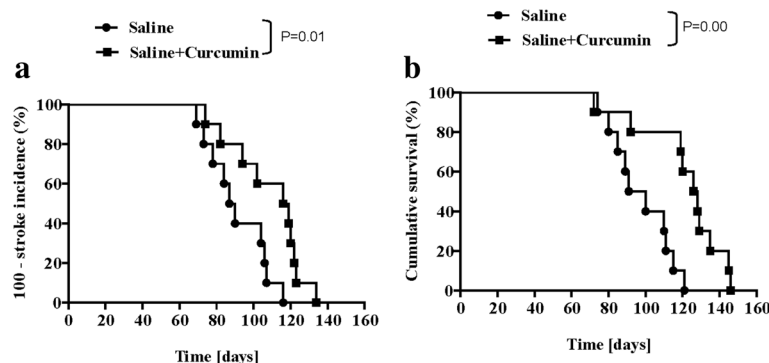 Saline
Saline+Curcumin
P=0.01
a
100 - stroke incidence (%)
100
80
60
40
20
0
0 20 40 60 80 100 120 140 160
Time [days]
Saline
Saline+Curcumin
P=0.00
b
Cumulative survival (%)
100
80
60
40
20
0
0 20 40 60 80 100 120 140 160
Time [days]